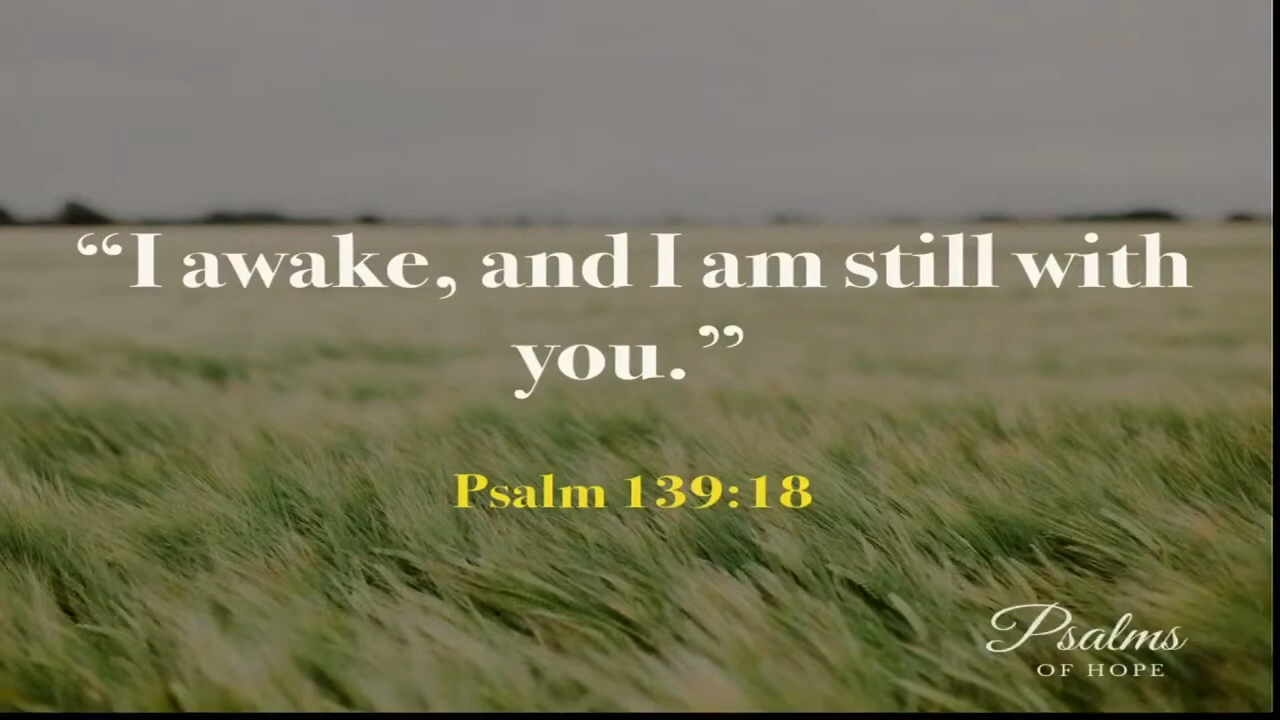 “I awake, and I am still with
you.”
Psalm 139:18
Psalms
OF HOPE